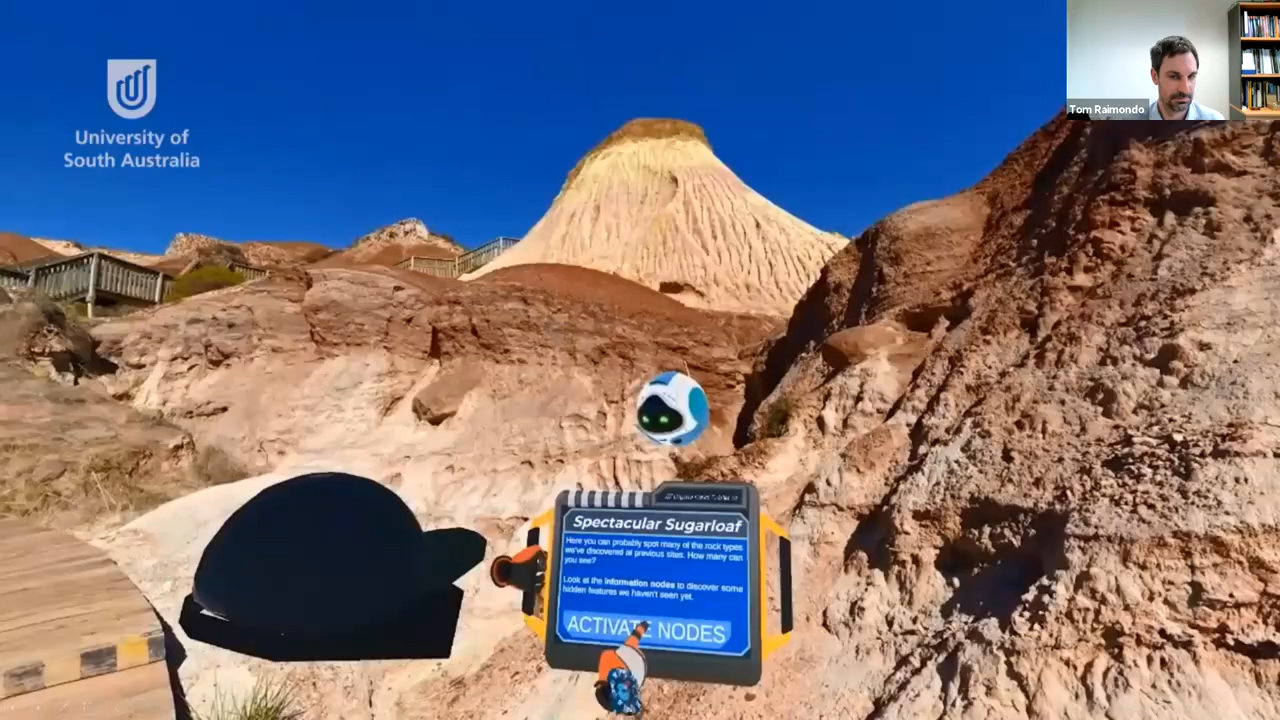 University of
South Australia
Tom Raimondo
Spectacular Sugarloaf
Here you can probably spot many of the rock types
we've discovered at previous sites. How many can
you see?
Look at the information nodes to discover some
hidden features we haven't seen yet.
ACTIVATE NODES